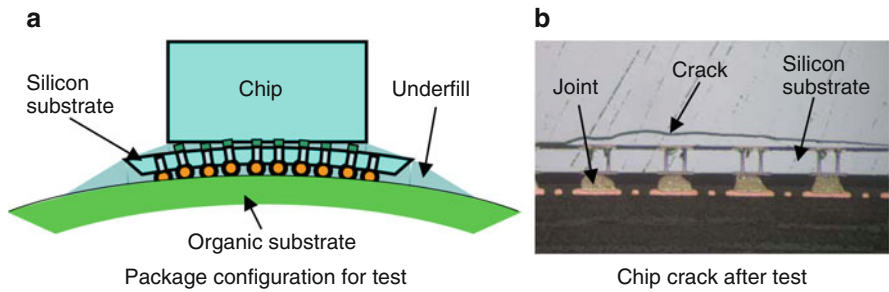 a
Silicon
substrate
Chip
Underfill
Organic substrate
Package configuration for test
b
Joint
Crack
Silicon
substrate
Chip crack after test